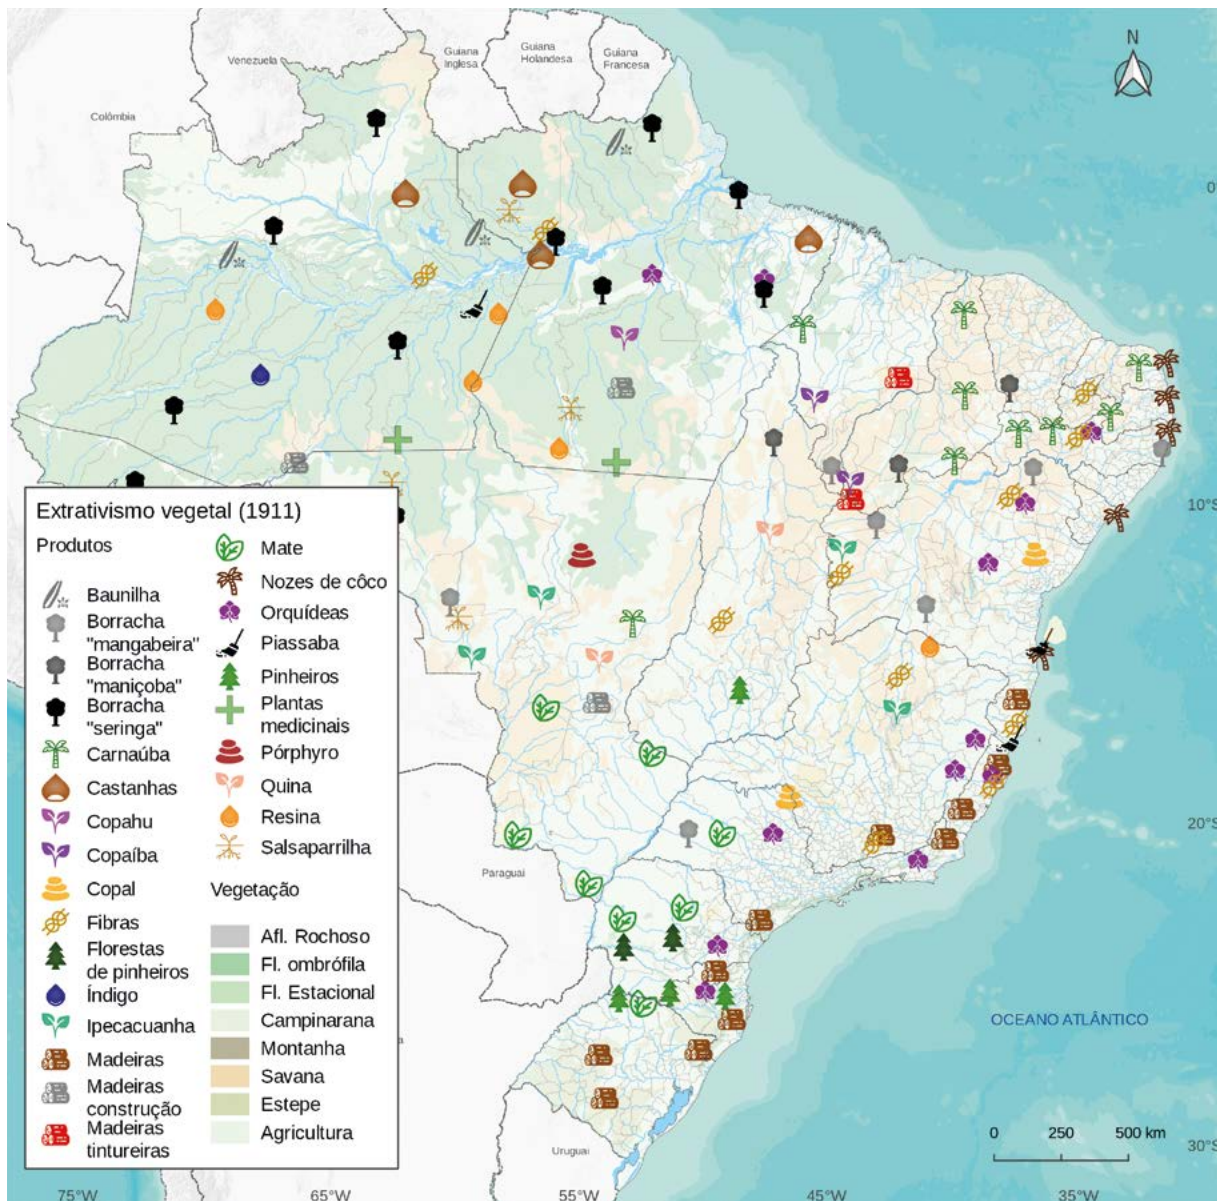 Venezuela
Guiana
Inglesa
Guiana
Holandesa
Guiana
Francesa
N
Colômbia
0°
10°S
Extrativismo vegetal (1911)
Produtos
Baunilha
Borracha
"mangabeira"
Borracha
"maniçoba"
Borracha
"seringa"
Carnaúba
Castanhas
Copahu
Copaíba
Copal
Fibras
Florestas
de pinheiros
Índigo
Ipecacuanha
Madeiras
Madeiras
construção
Madeiras
tintureiras
Mate
Nozes de côco
Orquídeas
Piassaba
Pinheiros
Plantas
medicinais
Pórphyro
Quina
Resina
Salsaparrilha
Vegetação
Afl. Rochoso
Fl. ombrófila
Fl. Estacional
Campinarana
Montanha
Savana
Estepe
Agricultura
20°S
Paraguai
a
OCEANO ATLÂNTICO
Uruguai
0 250 500 km
30°S
75°W 65°W 55°W 45°W 35°W